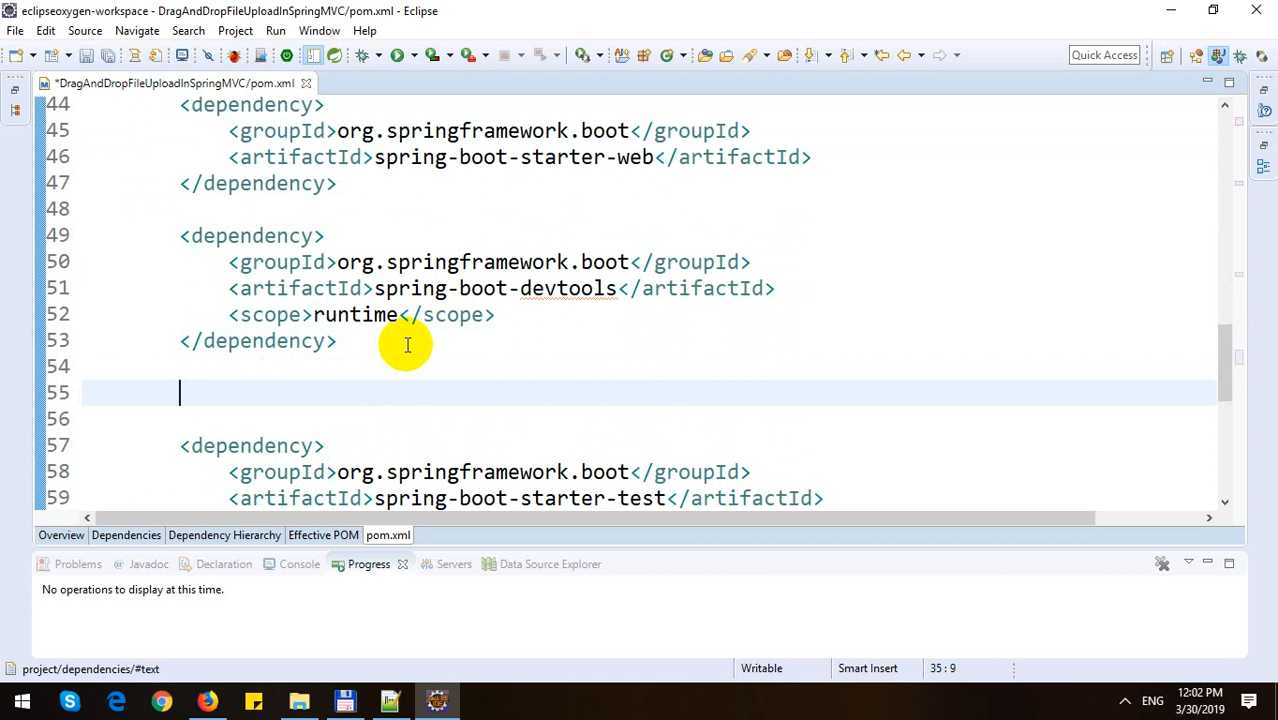 eclipseoxygen-workspace - DragAndDropFileUploadInSpringMVC/pom.xml - Eclipse
File Edit Source Navigate Search Project Run Window Help
Quick Access
*DragAndDropFileUploadInSpringMVC/pom.xml
44 <dependency>
45 <groupId>org.springframework.boot</groupId>
46 <artifactId>spring-boot-starter-web</artifactId>
47 </dependency>
48
49 <dependency>
50 <groupId>org.springframework.boot</groupId>
51 <artifactId>spring-boot-devtools</artifactId>
52 <scope>runtime</scope>
53 </dependency>
54
55
56
57 <dependency>
58 <groupId>org.springframework.boot</groupId>
59 <artifactId>spring-boot-starter-test</artifactId>
Overview Dependencies Dependency Hierarchy Effective POM pom.xml
Problems Javadoc Declaration Console Progress Servers Data Source Explorer
No operations to display at this time.
project/dependencies/#text Writable Smart Insert 35 : 9
ENG
12:02 PM
3/30/2019